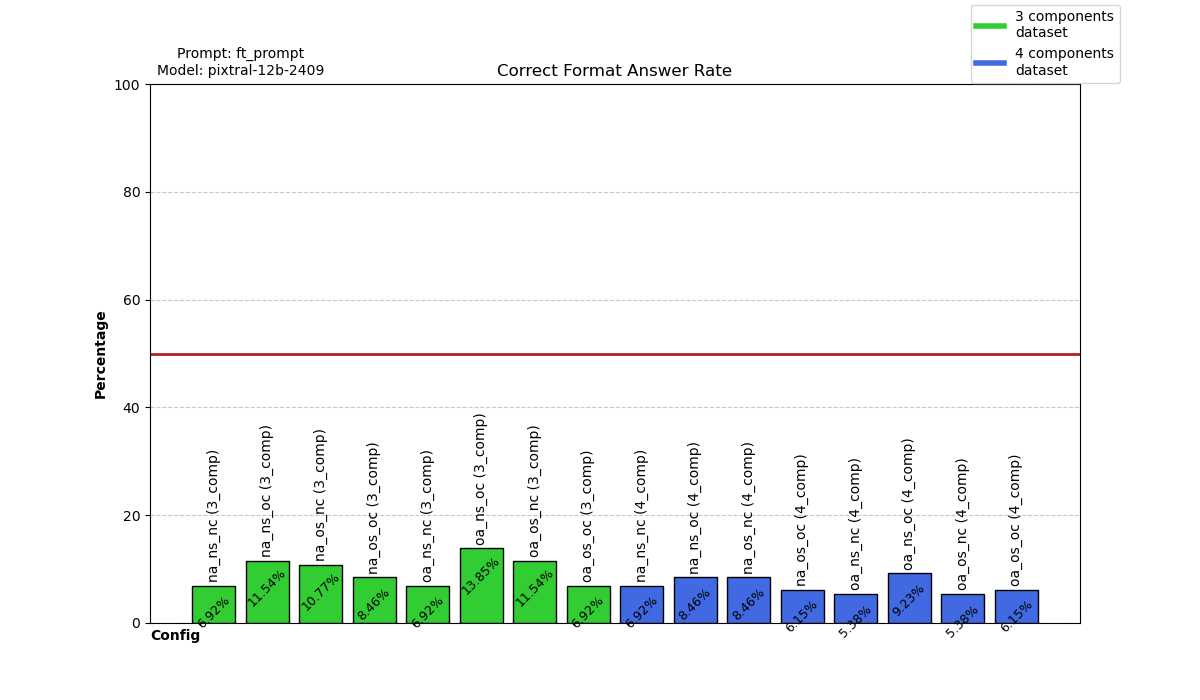 3 components
dataset
4 components
dataset
Prompt: ft_prompt
Model: pixtral-12b-2409
Correct Format Answer Rate
100
80
60
40
20
0
Percentage
na_ns_nc (3_comp)
na_ns_oc (3_comp)
na_os_nc (3_comp)
na_os_oc (3_comp)
oa_ns_nc (3_comp)
oa_ns_oc (3_comp)
oa_os_nc (3_comp)
oa_os_oc (3_comp)
na_ns_nc (4_comp)
na_ns_oc (4_comp)
na_os_nc (4_comp)
na_os_oc (4_comp)
oa_ns_nc (4_comp)
oa_ns_oc (4_comp)
oa_os_nc (4_comp)
oa_os_oc (4_comp)
6.92%
11.54%
10.77%
8.46%
6.92%
13.85%
11.54%
6.92%
6.92%
8.46%
8.46%
6.15%
5.38%
9.23%
5.38%
6.15%
Config